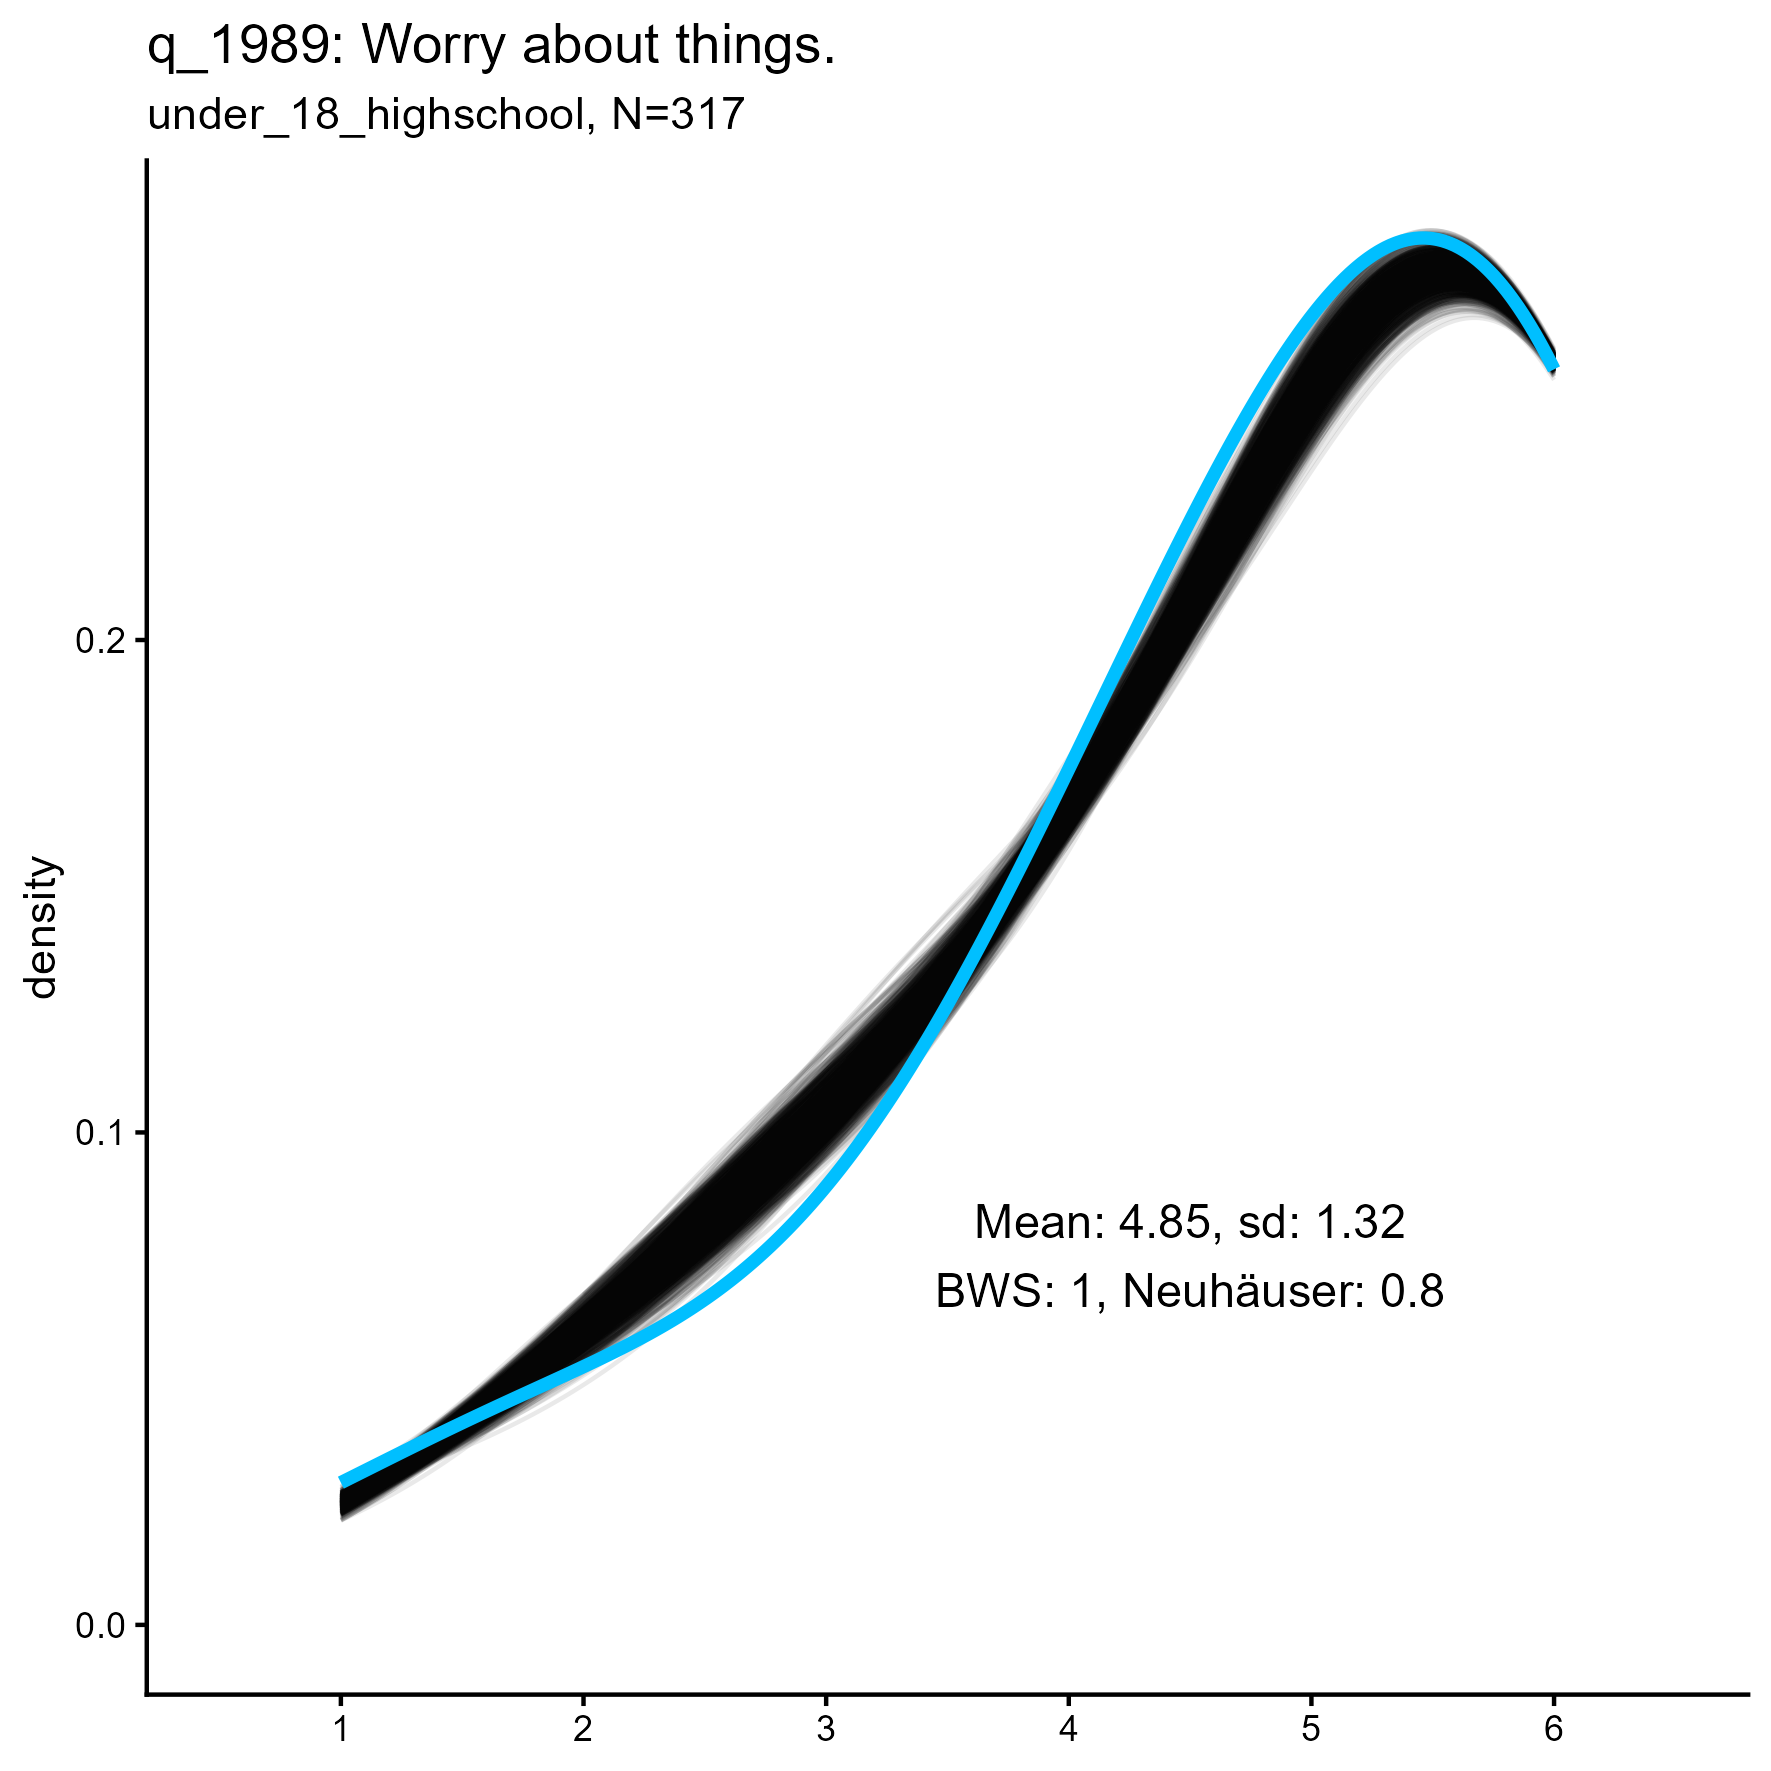 q_1989: Worry about things.
under_18_highschool, N=317
density
0.2
0.1
0.0
Mean: 4.85, sd: 1.32
BWS: 1, Neuhäuser: 0.8
1 2 3 4 5 6